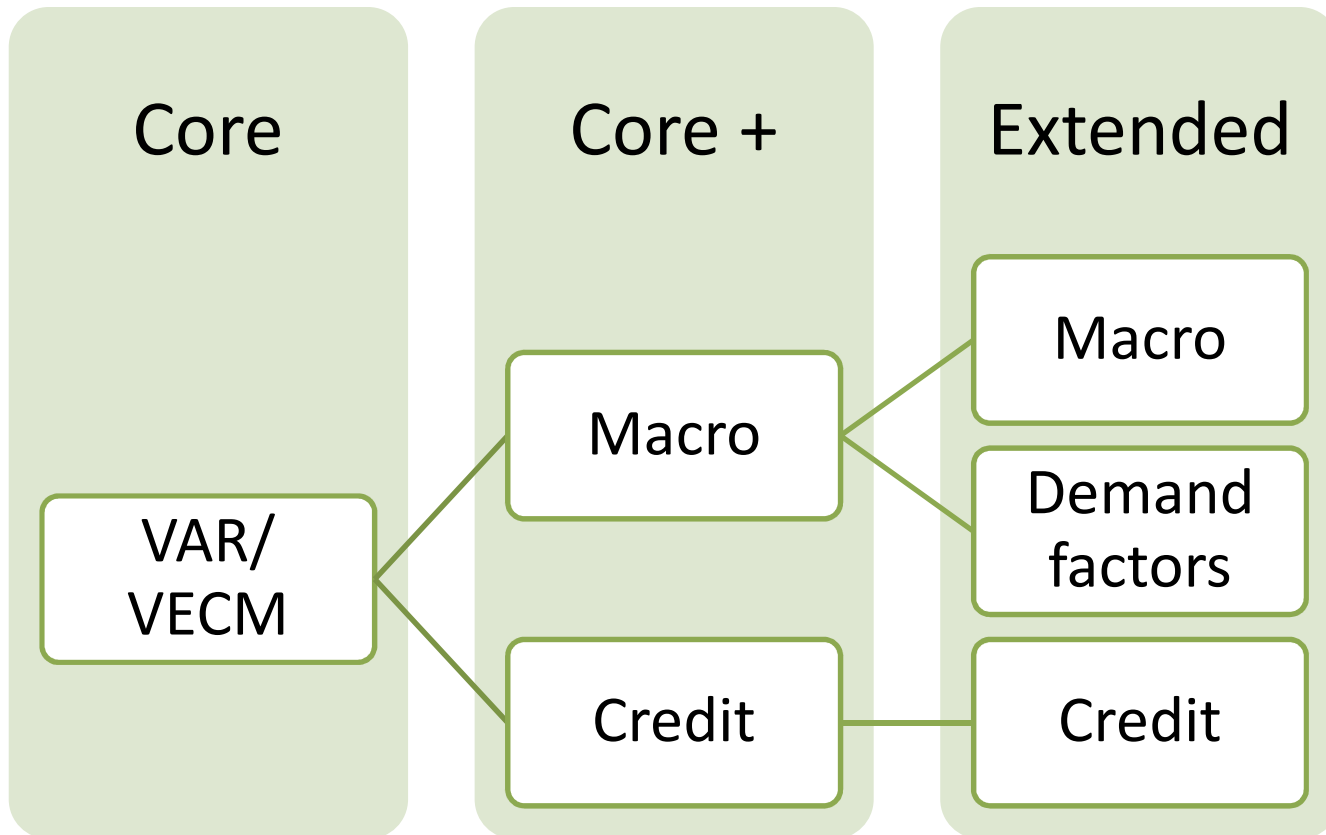 Core
Core +
Extended
VAR/
VECM
Macro
Credit
Macro
Demand
factors
Credit